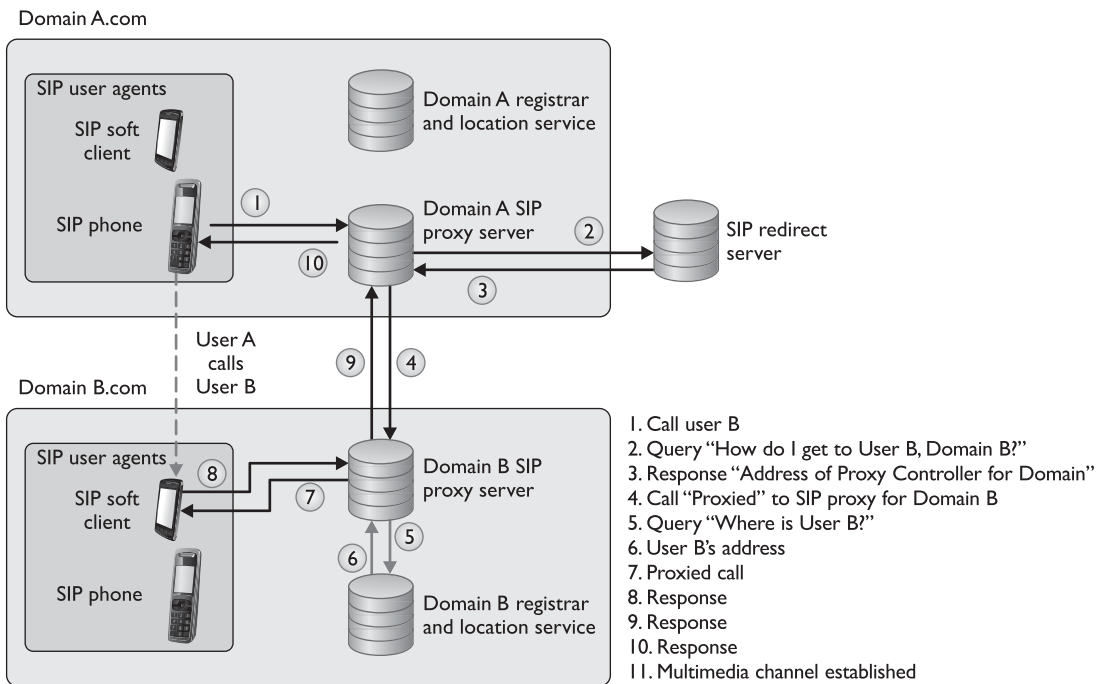 Domain A.com
SIP user agents
SIP soft
client
SIP phone
Domain A registrar
and location service
Domain A SIP
proxy server
SIP redirect
server
1
10
2
3
9
4
User A
calls
User B
Domain B.com
SIP user agents
SIP soft
client
SIP phone
8
7
Domain B SIP
proxy server
6
5
Domain B registrar
and location service
1. Call user B
2. Query “How do I get to User B, Domain B?”
3. Response “Address of Proxy Controller for Domain”
4. Call “Proxied” to SIP proxy for Domain B
5. Query “Where is User B?”
6. User B’s address
7. Proxied call
8. Response
9. Response
10. Response
11. Multimedia channel established